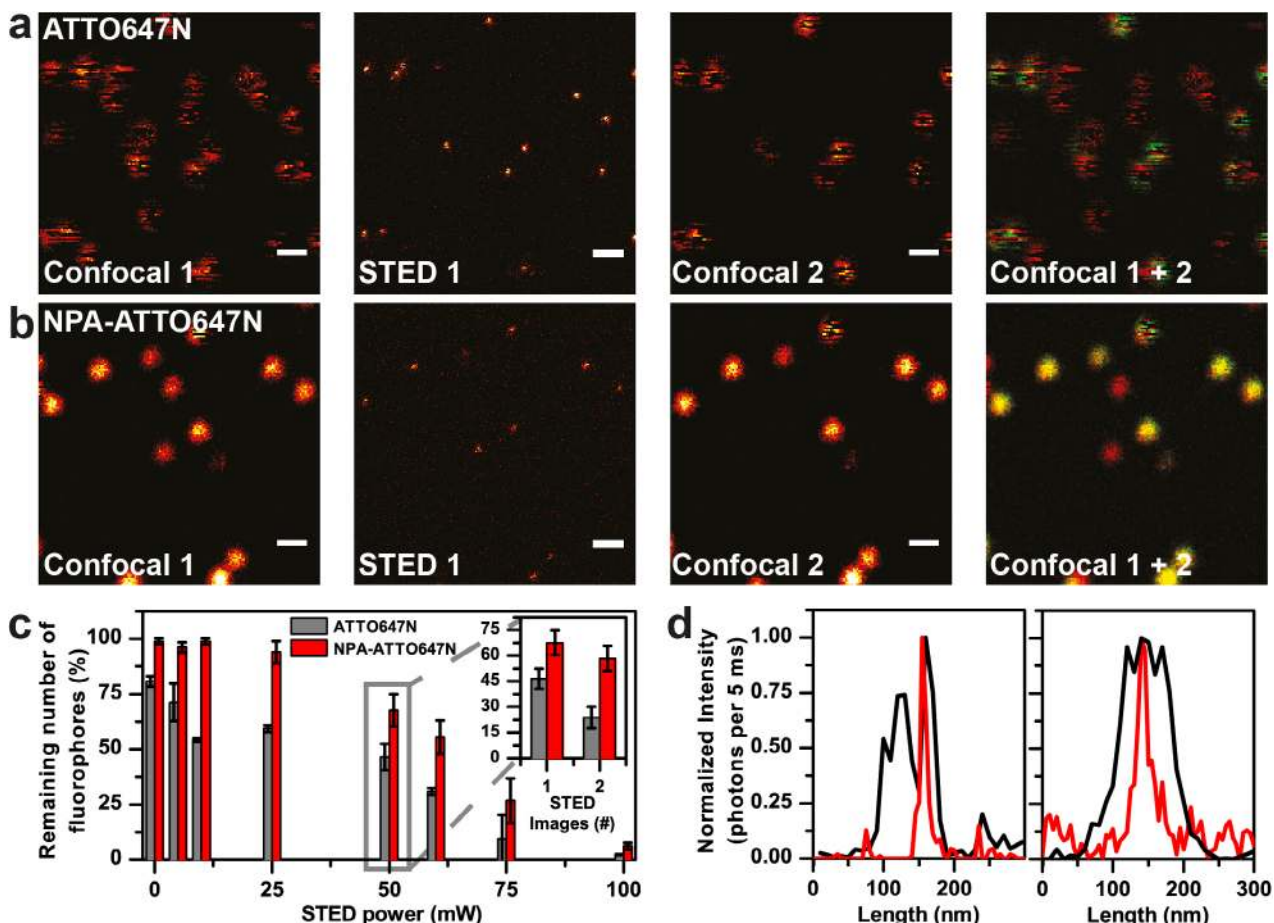 a
ATTO647N
Confocal 1
STED 1
Confocal 2
Confocal 1 + 2
b
NPA-ATTO647N
Confocal 1
STED 1
Confocal 2
Confocal 1 + 2
c
Remaining number of
fluorophores (%)
100
75
50
25
0
ATTO647N
NPA-ATTO647N
75
60
45
30
15
0
1 2
STED
Images (#)
0 25 50 75 100
STED power (mW)
d
Normalized Intensity
(photons per 5 ms)
1.00
0.75
0.50
0.25
0.00
0 100 200
Length (nm)
0 100 200 300
Length (nm)